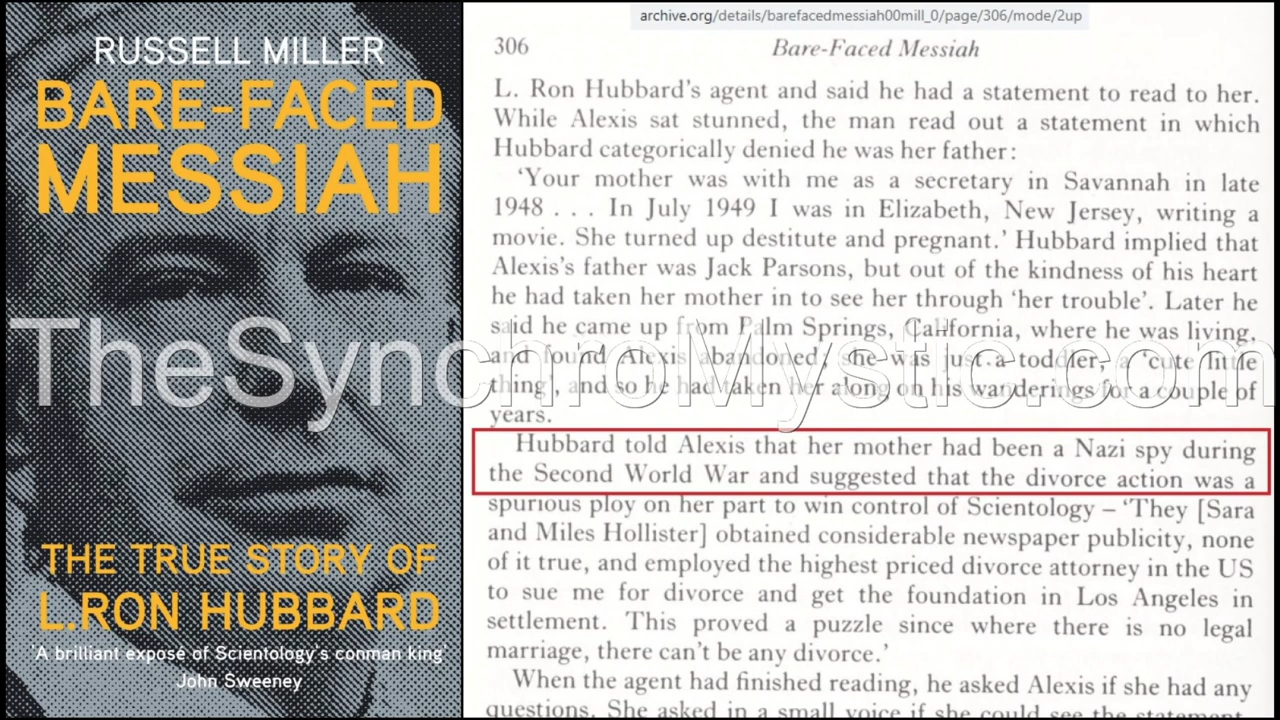 RUSSELL MILLER
BARE-FACED
MESSIAH
THE TRUE STORY OF
L.RON HUBBARD
'A brilliant exposé of Scientology's conman king'
John Sweeney
archive.org/details/barefacedmessiah00mill_0/page/306/mode/2up
306 Bare-Faced Messiah
L. Ron Hubbard's agent and said he had a statement to read to her.
While Alexis sat stunned, the man read out a statement in which
Hubbard categorically denied he was her father:
'Your mother was with me as a secretary in Savannah in late
1948 . . . In July 1949 I was in Elizabeth, New Jersey, writing a
movie. She turned up destitute and pregnant.' Hubbard implied that
Alexis's father was Jack Parsons, but out of the kindness of his heart
he had taken her mother in to see her through 'her trouble'. Later he
said he came up from Palm Springs, California, where he was living,
and found Alexis abandoned; she was just a toddler, a 'cute little
thing', and so he had taken her along on his wanderings for a couple of
years.
Hubbard told Alexis that her mother had been a Nazi spy during
the Second World War and suggested that the divorce action was a
spurious ploy on her part to win control of Scientology – 'They [Sara
and Miles Hollister] obtained considerable newspaper publicity, none
of it true, and employed the highest priced divorce attorney in the US
to sue me for divorce and get the foundation in Los Angeles in
settlement. This proved a puzzle since where there is no legal
marriage, there can't be any divorce.'
When the agent had finished reading, he asked Alexis if she had any
questions. She asked in a small voice if she could see the statement
TheSynchroMystic.com